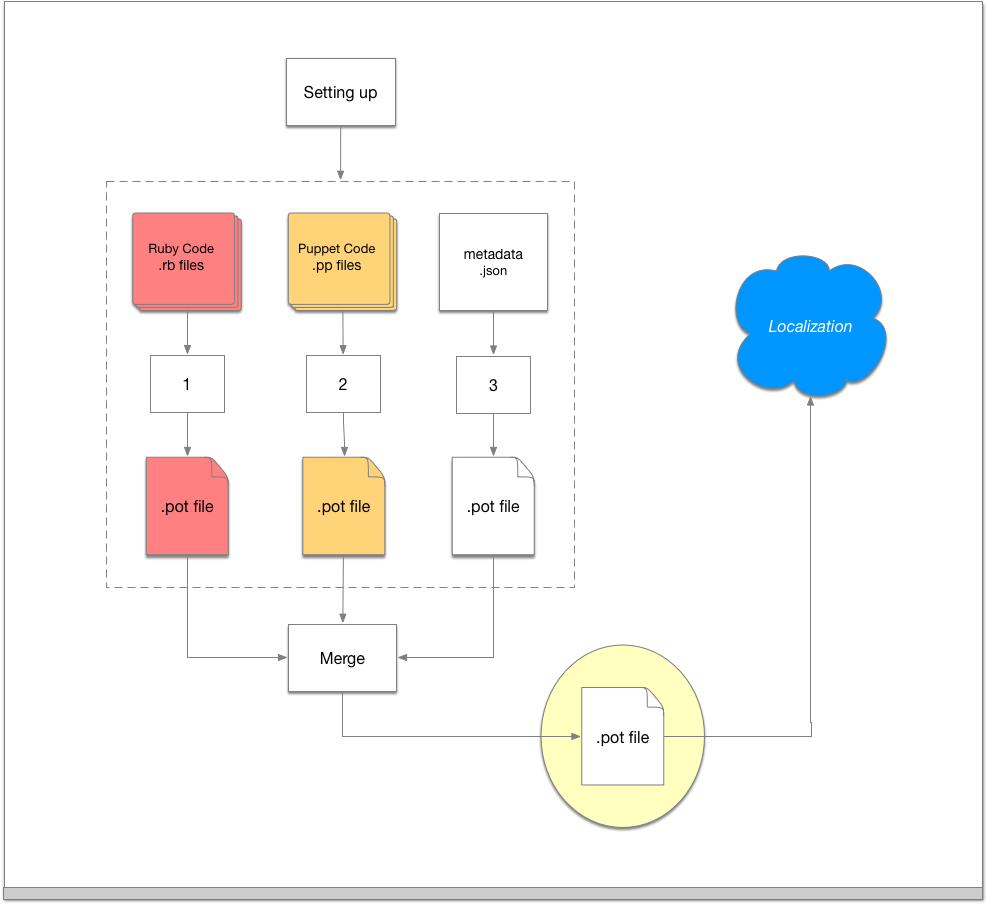 Setting up
Ruby Code
.rb files
Puppet Code
.pp files
metadata
.json
Localization
1
2
3
.pot file
.pot file
.pot file
Merge
.pot file